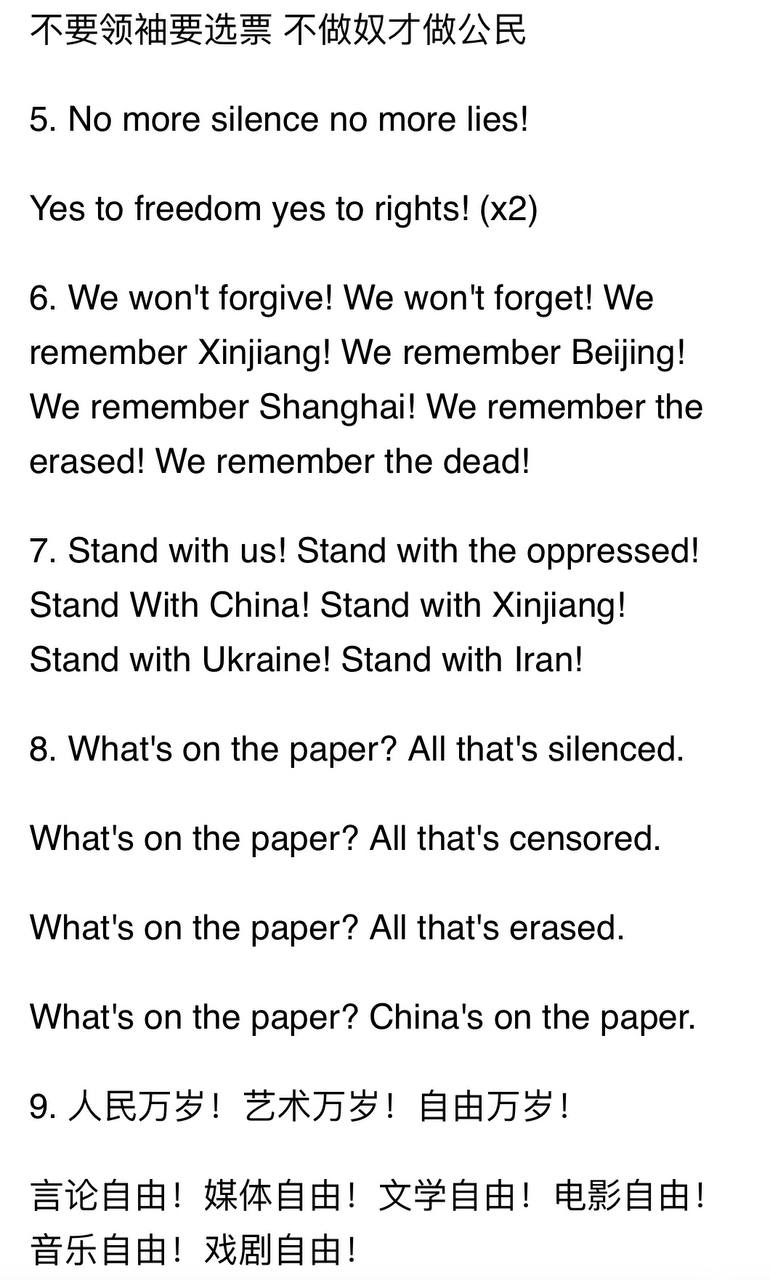 不要领袖要选票 不做奴才做公民
5. No more silence no more lies!
Yes to freedom yes to rights! (x2)
6. We won't forgive! We won't forget! We
remember Xinjiang! We remember Beijing!
We remember Shanghai! We remember the
erased! We remember the dead!
7. Stand with us! Stand with the oppressed!
Stand With China! Stand with Xinjiang!
Stand with Ukraine! Stand with Iran!
8. What's on the paper? All that's silenced.
What's on the paper? All that's censored.
What's on the paper? All that's erased.
What's on the paper? China's on the paper.
9. 人民万岁！艺术万岁！自由万岁！
言论自由！媒体自由！文学自由！电影自由！
音乐自由！戏剧自由！